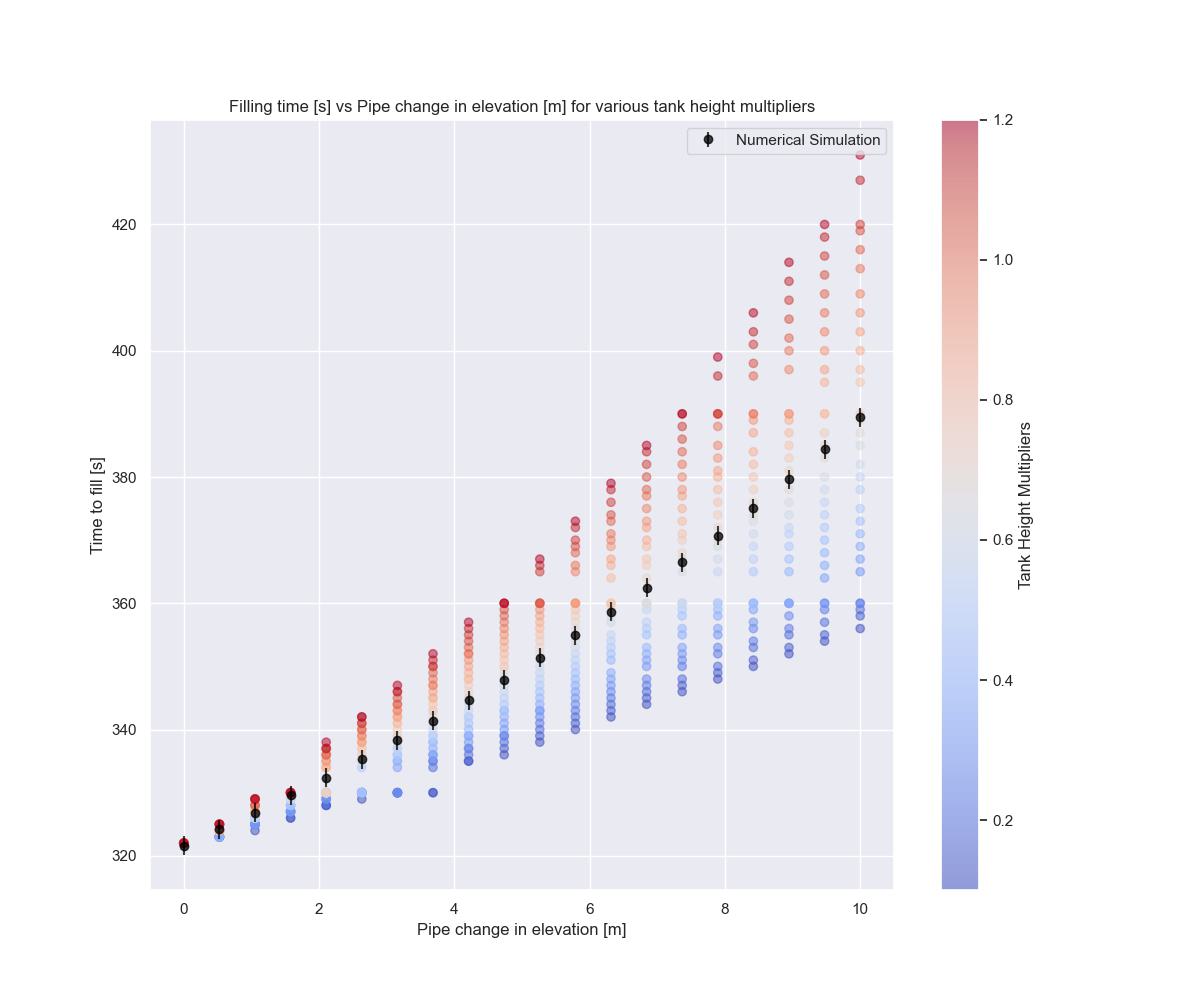 Filling time [s] vs Pipe change in elevation [m] for various tank height multipliers
Numerical Simulation
Time to fill [s]
420
400
380
360
340
320
0 2 4 6 8 10
Pipe change in elevation [m]
1.2
1.0
0.8
0.6
0.4
0.2
Tank Height Multipliers